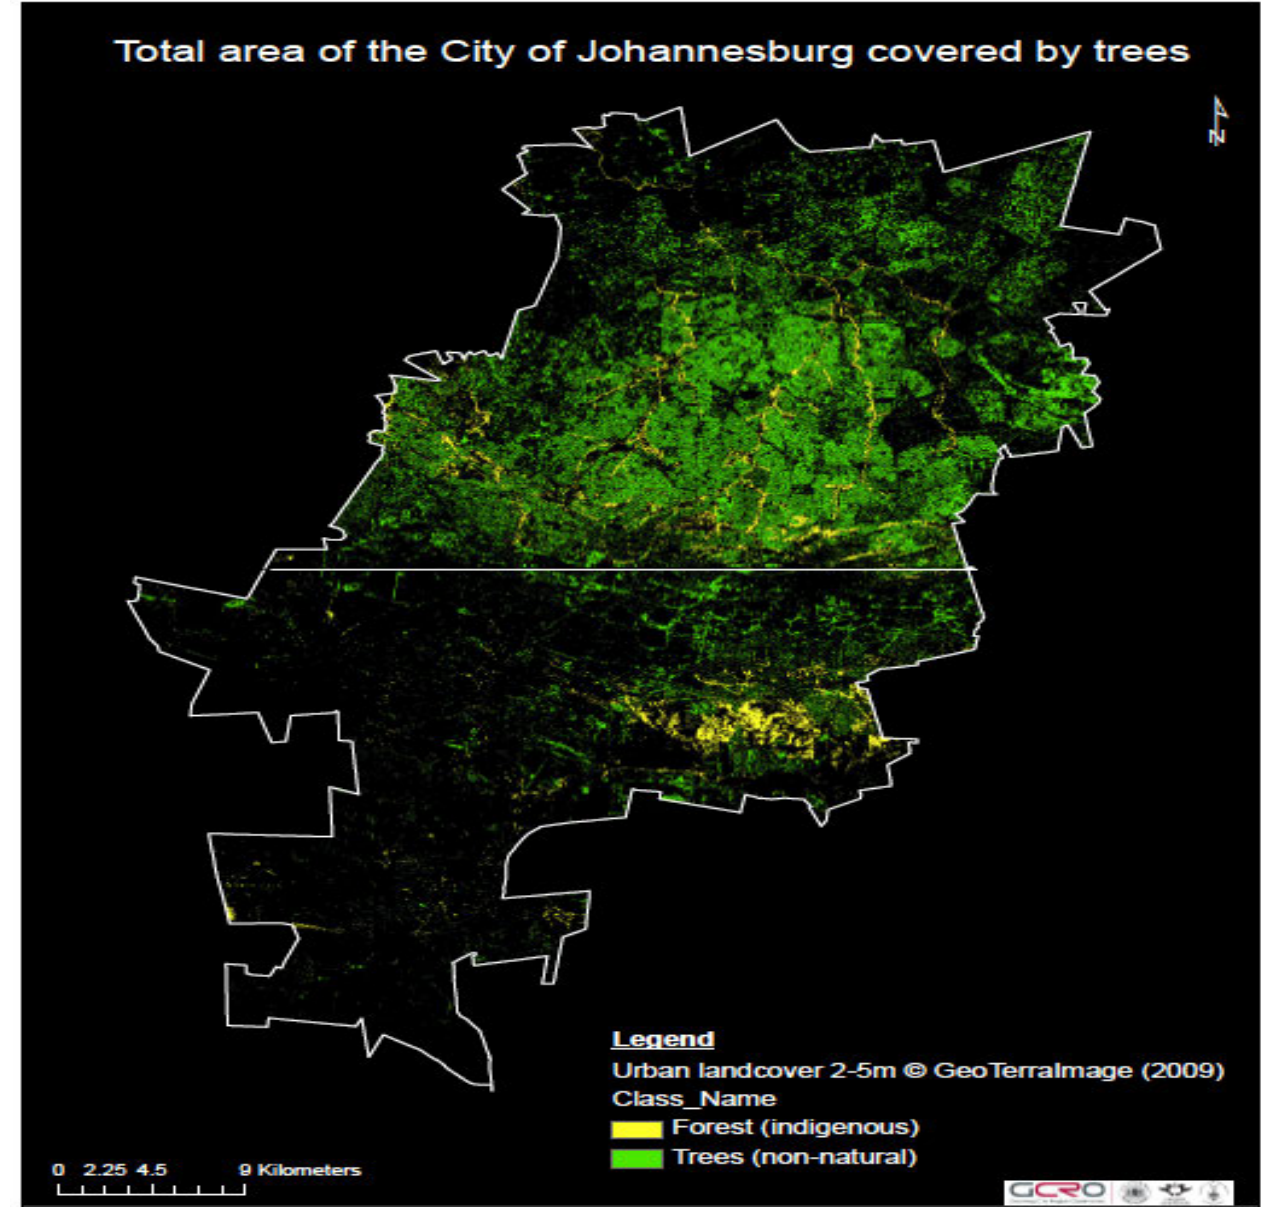 Total area of the City of Johannesburg covered by trees
N
Legend
Urban landcover 2-5m © GeoTerraImage (2009)
Class_Name
Forest (indigenous)
Trees (non-natural)
0 2.25 4.5 9 Kilometers
GCRO